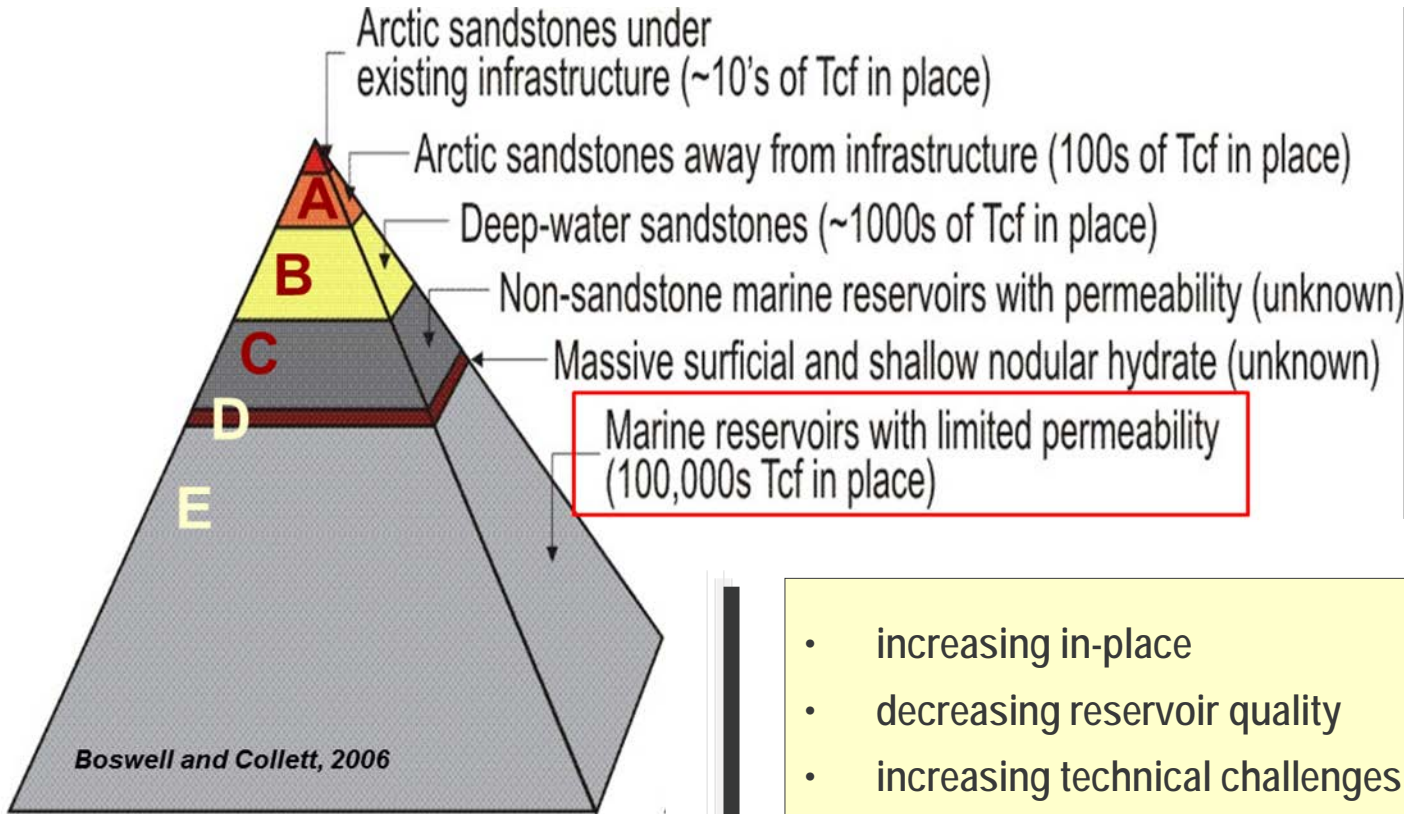 Arctic sandstones under
existing infrastructure (~10's of Tcf in place)
Arctic sandstones away from infrastructure (100s of Tcf in place)
A
Deep-water sandstones (~1000s of Tcf in place)
B
Non-sandstone marine reservoirs with permeability (unknown)
C
Massive surficial and shallow nodular hydrate (unknown)
D
Marine reservoirs with limited permeability
(100,000s Tcf in place)
E
Boswell and Collett, 2006
• increasing in-place
• decreasing reservoir quality
• increasing technical challenges